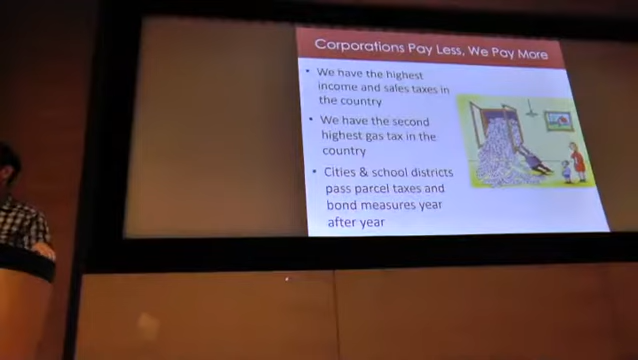 Corporations Pay Less, We Pay More
• We have the highest
income and sales taxes in
the country
• We have the second
highest gas tax in the
country
• Cities & school districts
pass parcel taxes and
bond measures year
after year